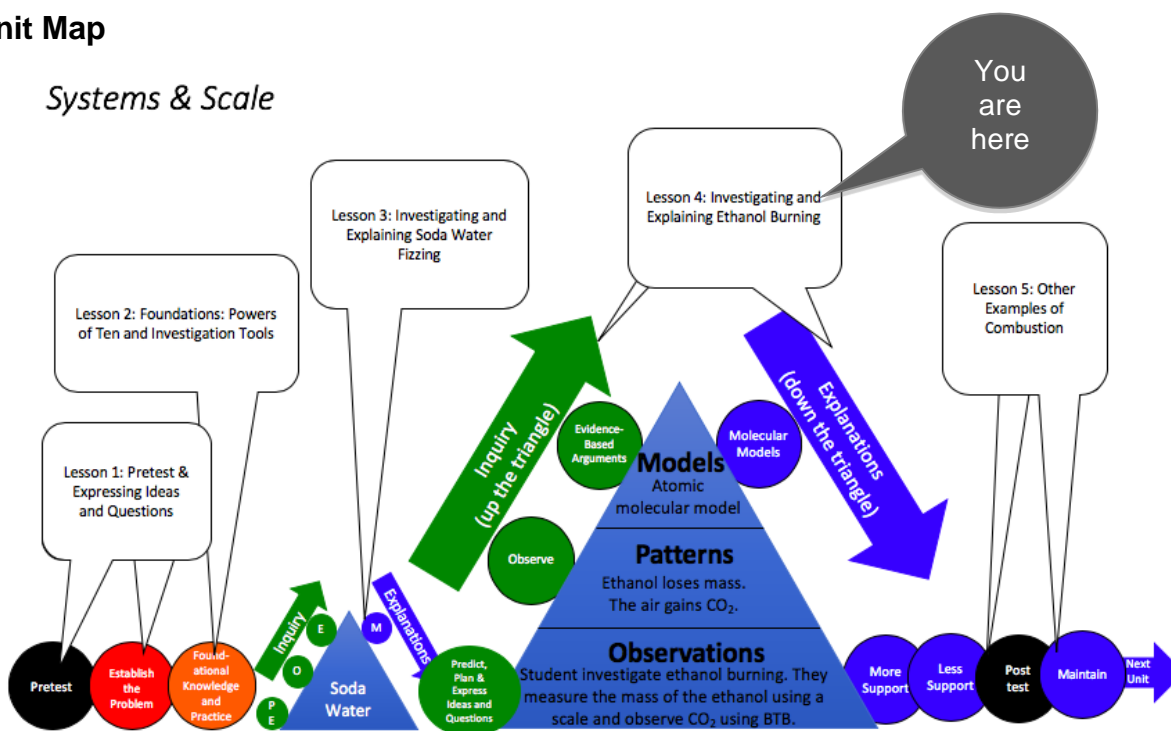 nit Map
Systems & Scale
You
are
here
Lesson 4: Investigating and
Explaining Ethanol Burning
Lesson 3: Investigating and
Explaining Soda Water
Fizzing
Lesson 2: Foundations: Powers
of Ten and Investigation Tools
Lesson 5: Other
Examples of
Combustion
Lesson 1: Pretest &
Expressing Ideas
and Questions
Inquiry
(up the triangle)
Explanations
(down the triangle)
Evidence-
Based
Arguments
Molecular
Models
Models
Atomic
molecular model
Observe
Patterns
Ethanol loses mass.
The air gains CO₂.
Observations
Student investigate ethanol burning. They
measure the mass of the ethanol using a
scale and observe CO₂ using BTB.
Pretest
Establish
the
Problem
Found-
ational
Knowledge
and
Practice
Inquiry
P
E
O
E
M
Explanations
Soda
Water
Predict,
Plan &
Express
Ideas and
Questions
More
Support
Less
Support
Post
test
Maintain
Next
Unit